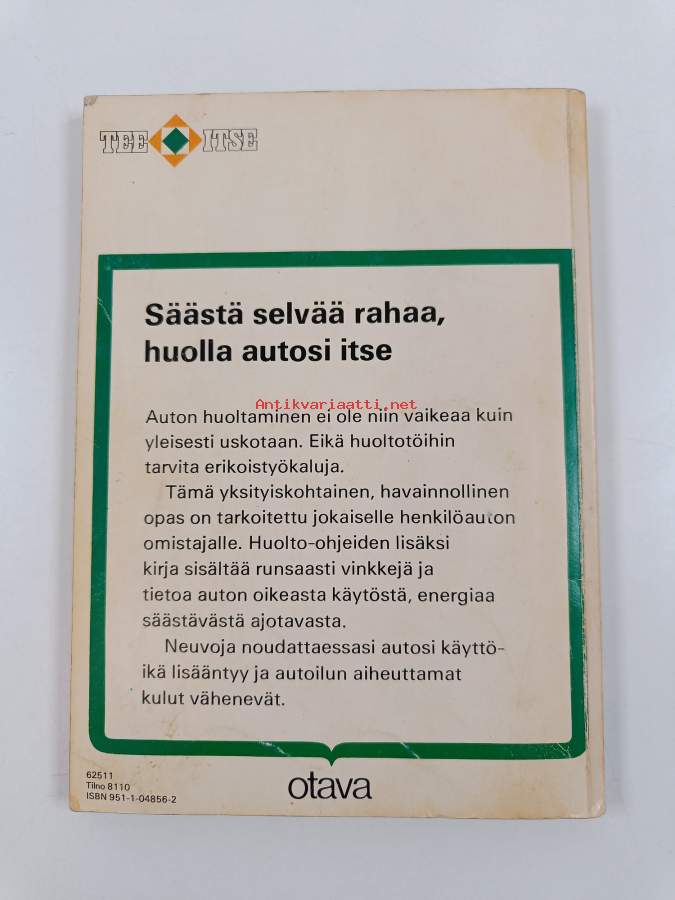 TEE ITSE
Säästä selvää rahaa,
huolla autosi itse
Antikvariaatti.net
Auton huoltaminen ei ole niin vaikeaa kuin
yleisesti uskotaan. Eikä huoltotöihin
tarvita erikoistyökaluja.
Tämä yksityiskohtainen, havainnollinen
opas on tarkoitettu jokaiselle henkilöauton
omistajalle. Huolto-ohjeiden lisäksi
kirja sisältää runsaasti vinkkejä ja
tietoa auton oikeasta käytöstä, energiaa
säästävästä ajotavasta.
Neuvoja noudattaessasi autosi käyttö-
ikä lisääntyy ja autoilun aiheuttamat
kulut vähenevät.
62511
Tilno 8110
ISBN 951-1-04856-2
otava